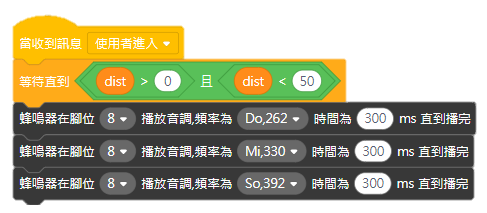 當收到訊息 使用者進入
等待直到 dist > 0 且 dist < 50
蜂鳴器在腳位 8 播放音調,頻率為 Do,262 時間為 300 ms 直到播完
蜂鳴器在腳位 8 播放音調,頻率為 Mi,330 時間為 300 ms 直到播完
蜂鳴器在腳位 8 播放音調,頻率為 So,392 時間為 300 ms 直到播完